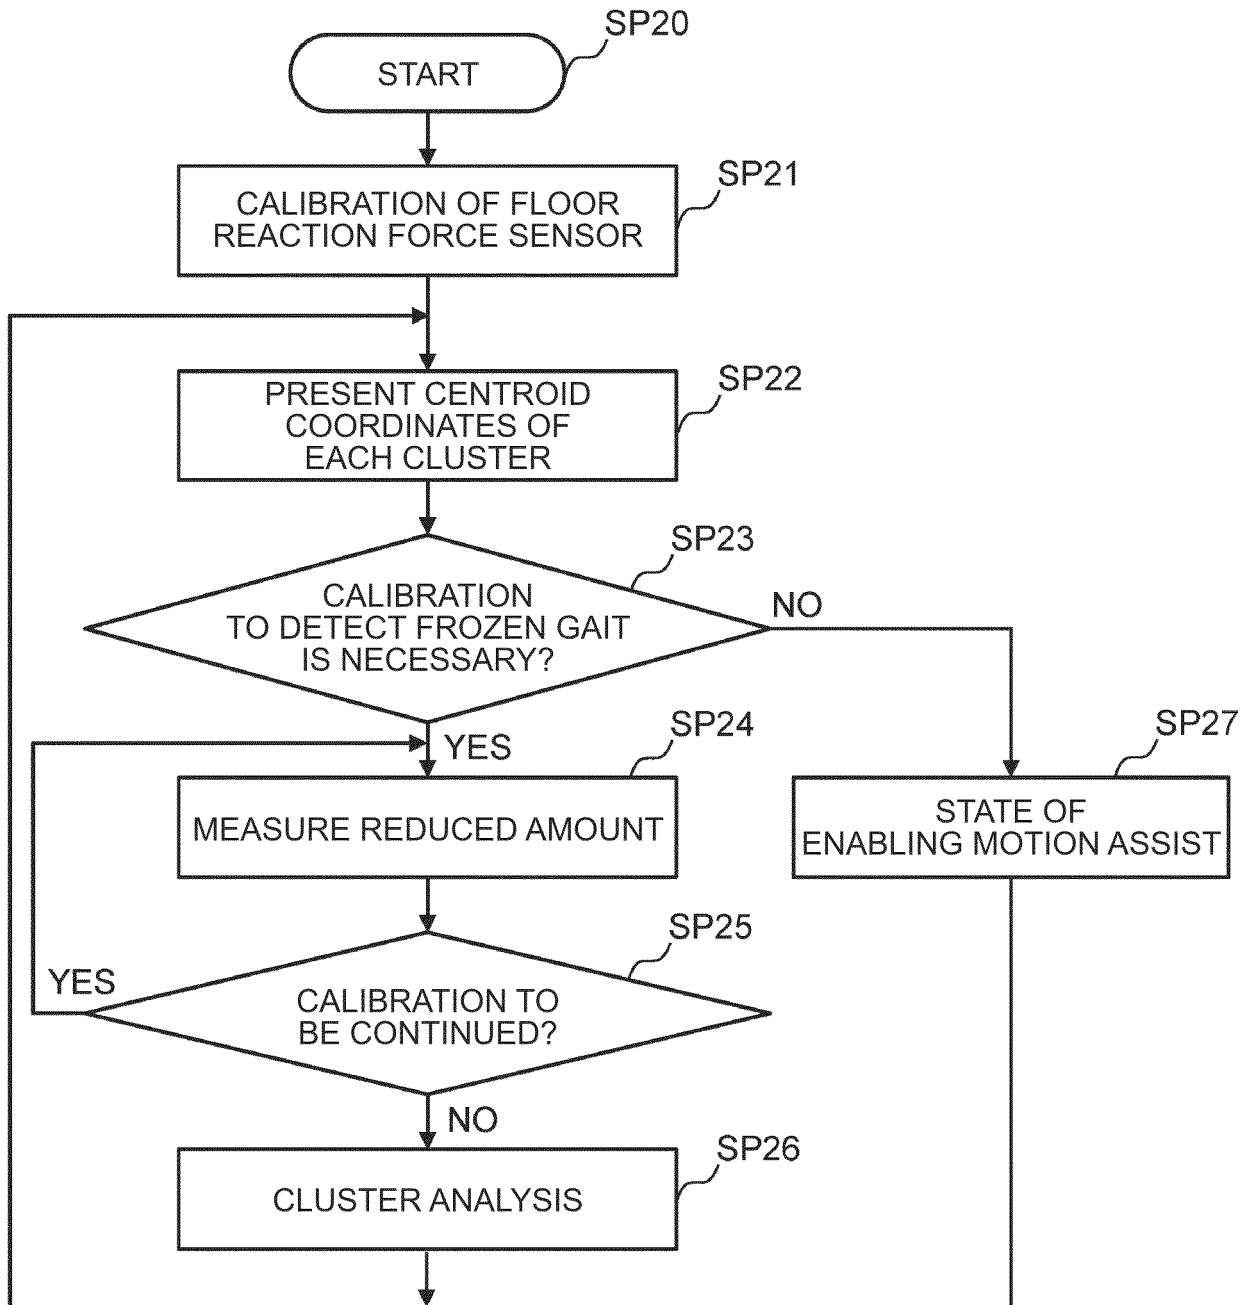 SP20
START
SP21
CALIBRATION OF FLOOR
REACTION FORCE SENSOR
SP22
PRESENT CENTROID
COORDINATES OF
EACH CLUSTER
SP23
CALIBRATION
TO DETECT FROZEN GAIT
IS NECESSARY?
NO
YES
SP24
MEASURE REDUCED AMOUNT
SP27
STATE OF
ENABLING MOTION ASSIST
SP25
YES
CALIBRATION TO
BE CONTINUED?
NO
SP26
CLUSTER ANALYSIS